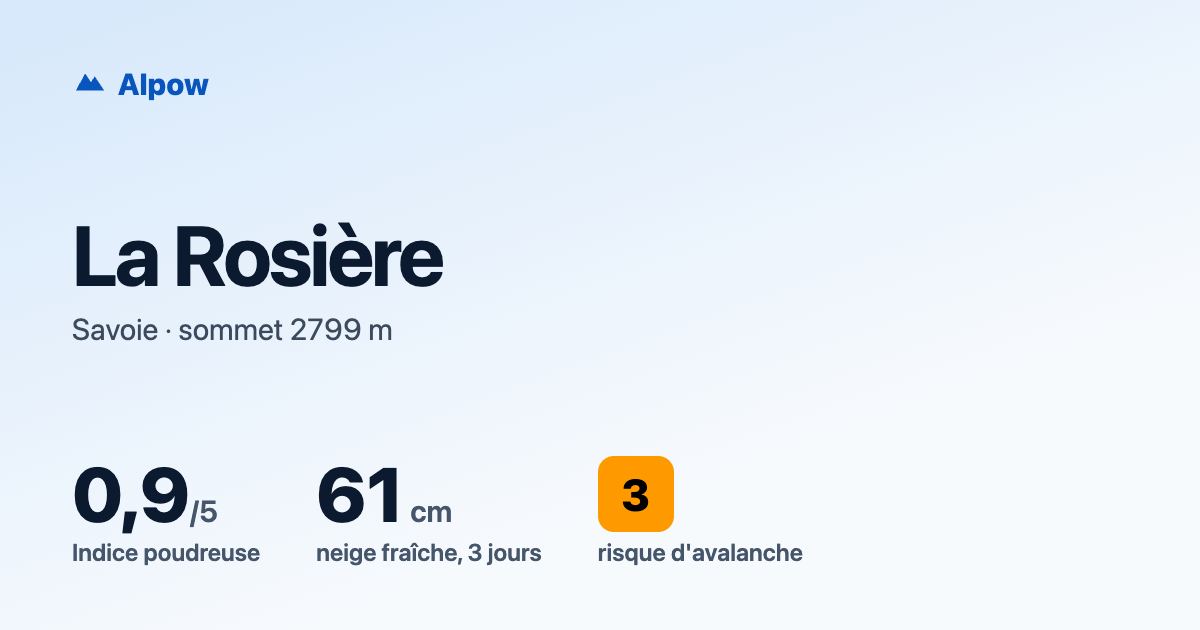 Alpow
La Rosière
Savoie · sommet 2799 m
0,9/5
Indice poudreuse
61 cm
neige fraîche, 3 jours
3
risque d'avalanche